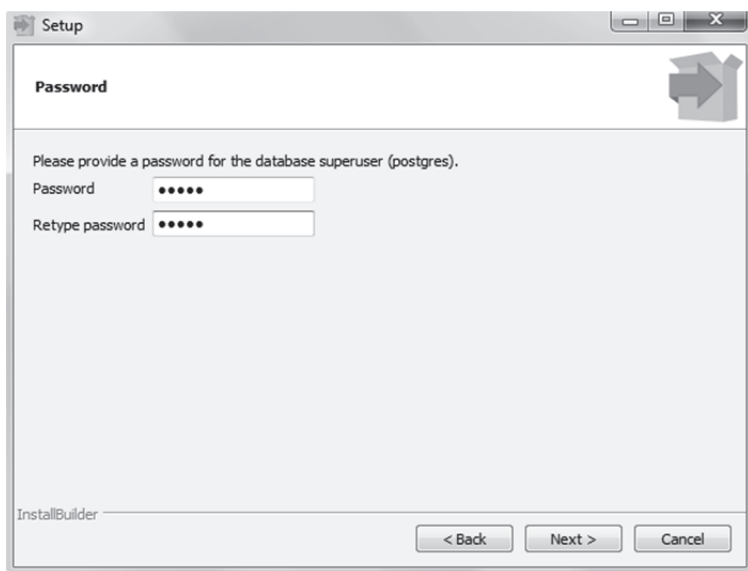 Setup
Password
Please provide a password for the database superuser (postgres).
Password •••••
Retype password •••••
InstallBuilder
< Back Next > Cancel